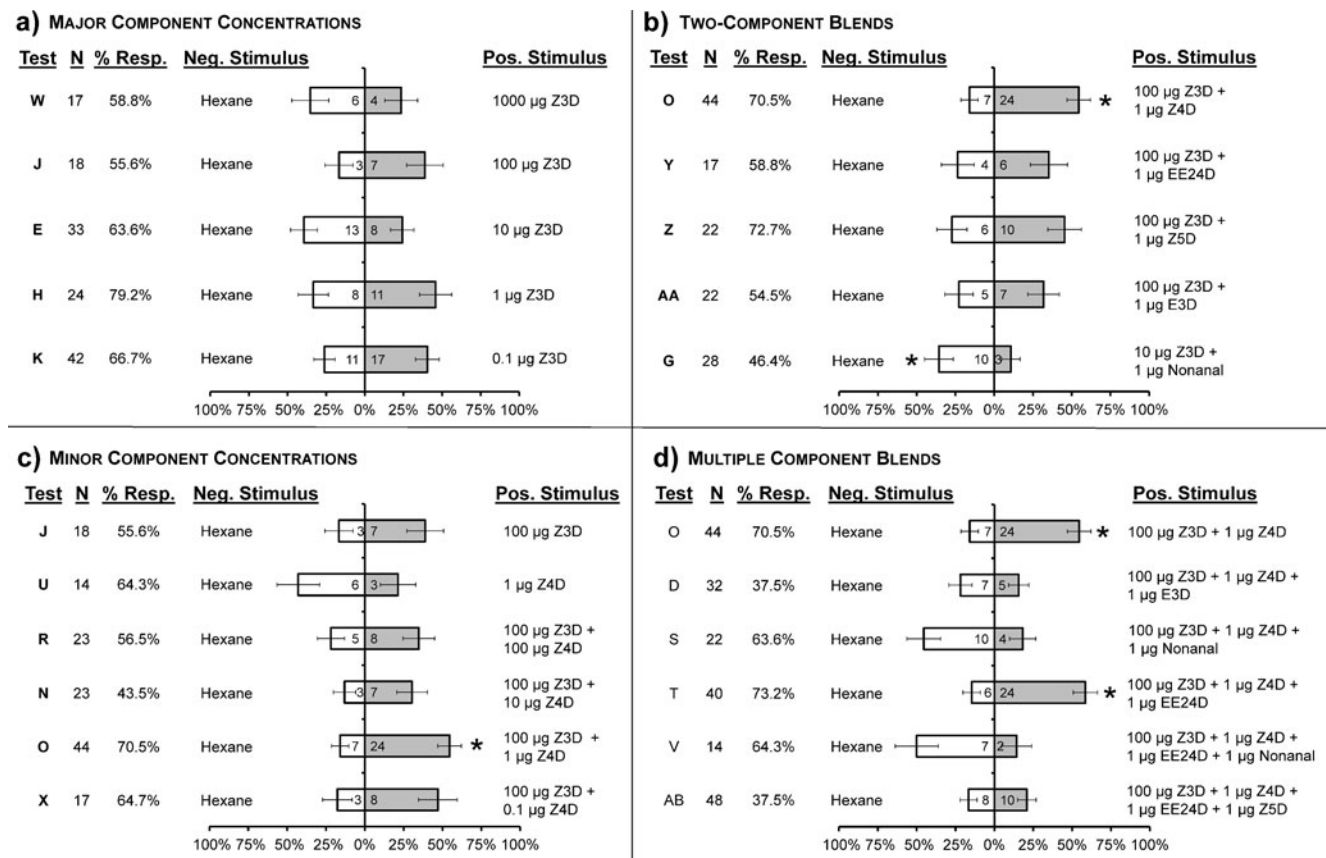 a) MAJOR COMPONENT CONCENTRATIONS
Test N % Resp. Neg. Stimulus Pos. Stimulus
W 17 58.8% Hexane 6 4 1000 µg Z3D
J 18 55.6% Hexane 3 7 100 µg Z3D
E 33 63.6% Hexane 13 8 10 µg Z3D
H 24 79.2% Hexane 8 11 1 µg Z3D
K 42 66.7% Hexane 11 17 0.1 µg Z3D
100% 75% 50% 25% 0% 25% 50% 75% 100%
b) TWO-COMPONENT BLENDS
Test N % Resp. Neg. Stimulus Pos. Stimulus
O 44 70.5% Hexane 7 24 * 100 µg Z3D +
1 µg Z4D
Y 17 58.8% Hexane 4 6 100 µg Z3D +
1 µg EE24D
Z 22 72.7% Hexane 6 10 100 µg Z3D +
1 µg Z5D
AA 22 54.5% Hexane 5 7 100 µg Z3D +
1 µg E3D
G 28 46.4% Hexane * 10 3 10 µg Z3D +
1 µg Nonanal
100% 75% 50% 25% 0% 25% 50% 75% 100%
c) MINOR COMPONENT CONCENTRATIONS
Test N % Resp. Neg. Stimulus Pos. Stimulus
J 18 55.6% Hexane 3 7 100 µg Z3D
U 14 64.3% Hexane 6 3 1 µg Z4D
R 23 56.5% Hexane 5 8 100 µg Z3D +
100 µg Z4D
N 23 43.5% Hexane 3 7 100 µg Z3D +
10 µg Z4D
O 44 70.5% Hexane 7 24 * 100 µg Z3D +
1 µg Z4D
X 17 64.7% Hexane 3 8 100 µg Z3D +
0.1 µg Z4D
100% 75% 50% 25% 0% 25% 50% 75% 100%
d) MULTIPLE COMPONENT BLENDS
Test N % Resp. Neg. Stimulus Pos. Stimulus
O 44 70.5% Hexane 7 24 * 100 µg Z3D + 1 µg Z4D
D 32 37.5% Hexane 7 5 100 µg Z3D + 1 µg Z4D +
1 µg E3D
S 22 63.6% Hexane 10 4 100 µg Z3D + 1 µg Z4D +
1 µg Nonanal
T 40 73.2% Hexane 6 24 * 100 µg Z3D + 1 µg Z4D +
1 µg EE24D
V 14 64.3% Hexane 7 2 100 µg Z3D + 1 µg Z4D +
1 µg EE24D + 1 µg Nonanal
AB 48 37.5% Hexane 8 10 100 µg Z3D + 1 µg Z4D +
1 µg EE24D + 1 µg Z5D
100% 75% 50% 25% 0% 25% 50% 75% 100%